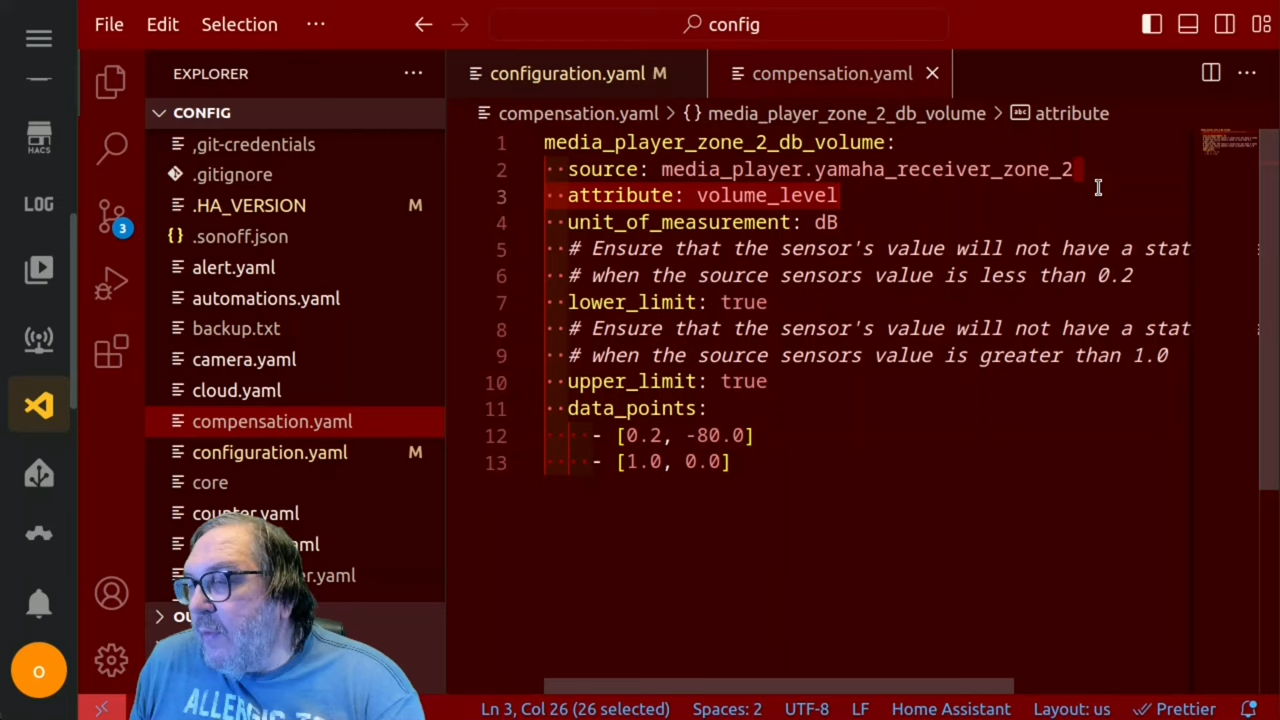 File Edit Selection ···
config
EXPLORER ···
configuration.yaml M
compensation.yaml
CONFIG
compensation.yaml > {} media_player_zone_2_db_volume > attribute
HACS
LOG
3
O
,git-credentials
.gitignore
.HA_VERSION M
.sonoff.json
alert.yaml
automations.yaml
backup.txt
camera.yaml
cloud.yaml
compensation.yaml
configuration.yaml M
core
counter.yaml
1 media_player_zone_2_db_volume:
2 source: media_player.yamaha_receiver_zone_2
3 attribute: volume_level
4 unit_of_measurement: dB
5 # Ensure that the sensor's value will not have a stat
6 # when the source sensors value is less than 0.2
7 lower_limit: true
8 # Ensure that the sensor's value will not have a stat
9 # when the source sensors value is greater than 1.0
10 upper_limit: true
11 data_points:
12 - [0.2, -80.0]
13 - [1.0, 0.0]
ALLERGIC
Ln 3, Col 26 (26 selected) Spaces: 2 UTF-8 LF Home Assistant Layout: us Prettier